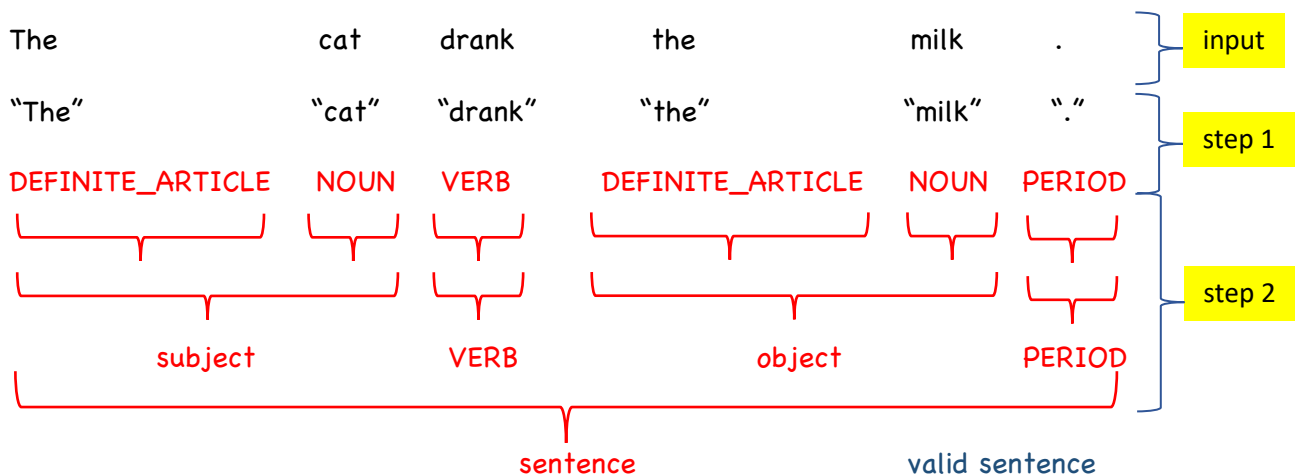 The cat drank the milk . input
“The” “cat” “drank” “the” “milk” “.”
step 1
DEFINITE_ARTICLE NOUN VERB DEFINITE_ARTICLE NOUN PERIOD
step 2
subject VERB object PERIOD
sentence valid sentence